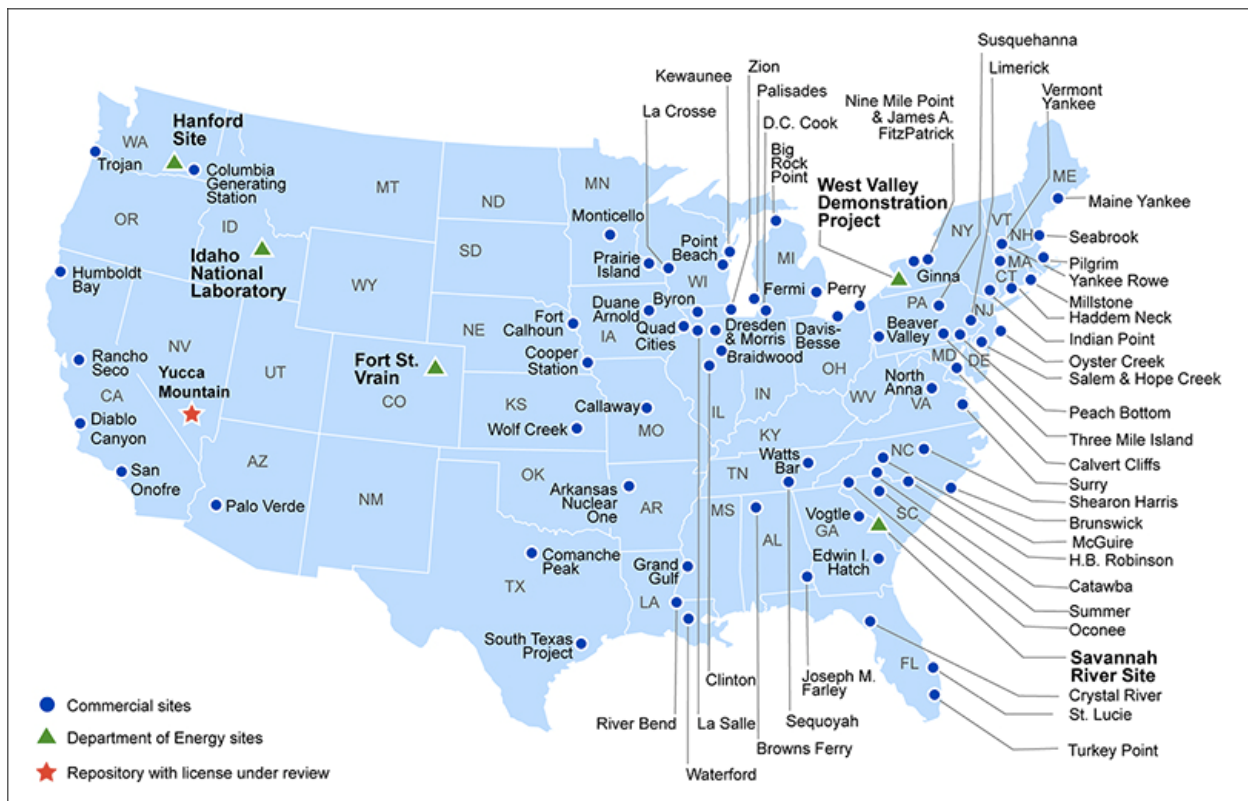 Susquehanna
Zion
Limerick
Kewaunee
Palisades
Vermont
Yankee
Nine Mile Point
& James A.
FitzPatrick
La Crosse
D.C. Cook
Big
Rock
Point
Hanford
Site
WA
Trojan
Columbia
Generating
Station
MT
ND
MN
West Valley
Demonstration
Project
ME
Maine Yankee
OR
ID
Monticello
NY
VT
NH
Seabrook
SD
Prairie
Island
Point
Beach
MI
Ginna
MA
Pilgrim
Idaho
National
Laboratory
WI
CT
Yankee Rowe
Humboldt
Bay
WY
Duane
Arnold
Byron
Fermi
Perry
PA
NJ
Millstone
Haddem Neck
NE
Fort
Calhoun
IA
Quad
Cities
Dresden
& Morris
Braidwood
Davis-
Besse
Beaver
Valley
Indian Point
NV
Rancho
Seco
Yucca
Mountain
UT
Fort St.
Vrain
Cooper
Station
OH
MD
DE
Oyster Creek
Salem & Hope Creek
CA
CO
KS
IL
IN
WV
North
Anna
VA
Peach Bottom
Diablo
Canyon
Callaway
MO
Wolf Creek
KY
Three Mile Island
San
Onofre
AZ
NM
OK
TN
Watts
Bar
NC
Calvert Cliffs
Surry
Palo Verde
Arkansas
Nuclear
One
AR
MS
AL
Vogtle
GA
SC
Shearon Harris
Brunswick
McGuire
H.B. Robinson
Comanche
Peak
TX
Grand
Gulf
LA
Edwin I.
Hatch
Catawba
Summer
Oconee
South Texas
Project
FL
Savannah
River Site
Clinton
Joseph M.
Farley
Crystal River
Commercial sites
River Bend
La Salle
Sequoyah
St. Lucie
Department of Energy sites
Browns Ferry
Turkey Point
Repository with license under review
Waterford